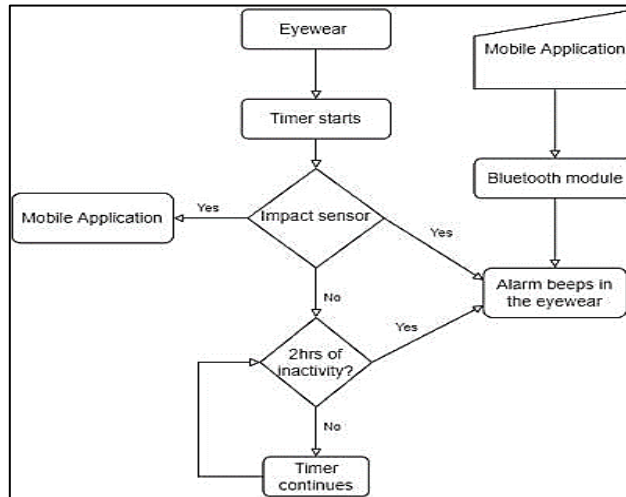 Eyewear
Mobile Application
Timer starts
Bluetooth module
Mobile Application
Yes
Impact sensor
Yes
Alarm beeps in
the eyewear
No
Yes
2hrs of
inactivity?
No
Timer
continues